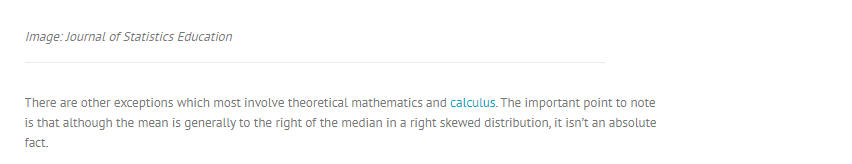 Image: Journal of Statistics Education
There are other exceptions which most involve theoretical mathematics and calculus. The important point to note
is that although the mean is generally to the right of the median in a right skewed distribution, it isn't an absolute
fact.